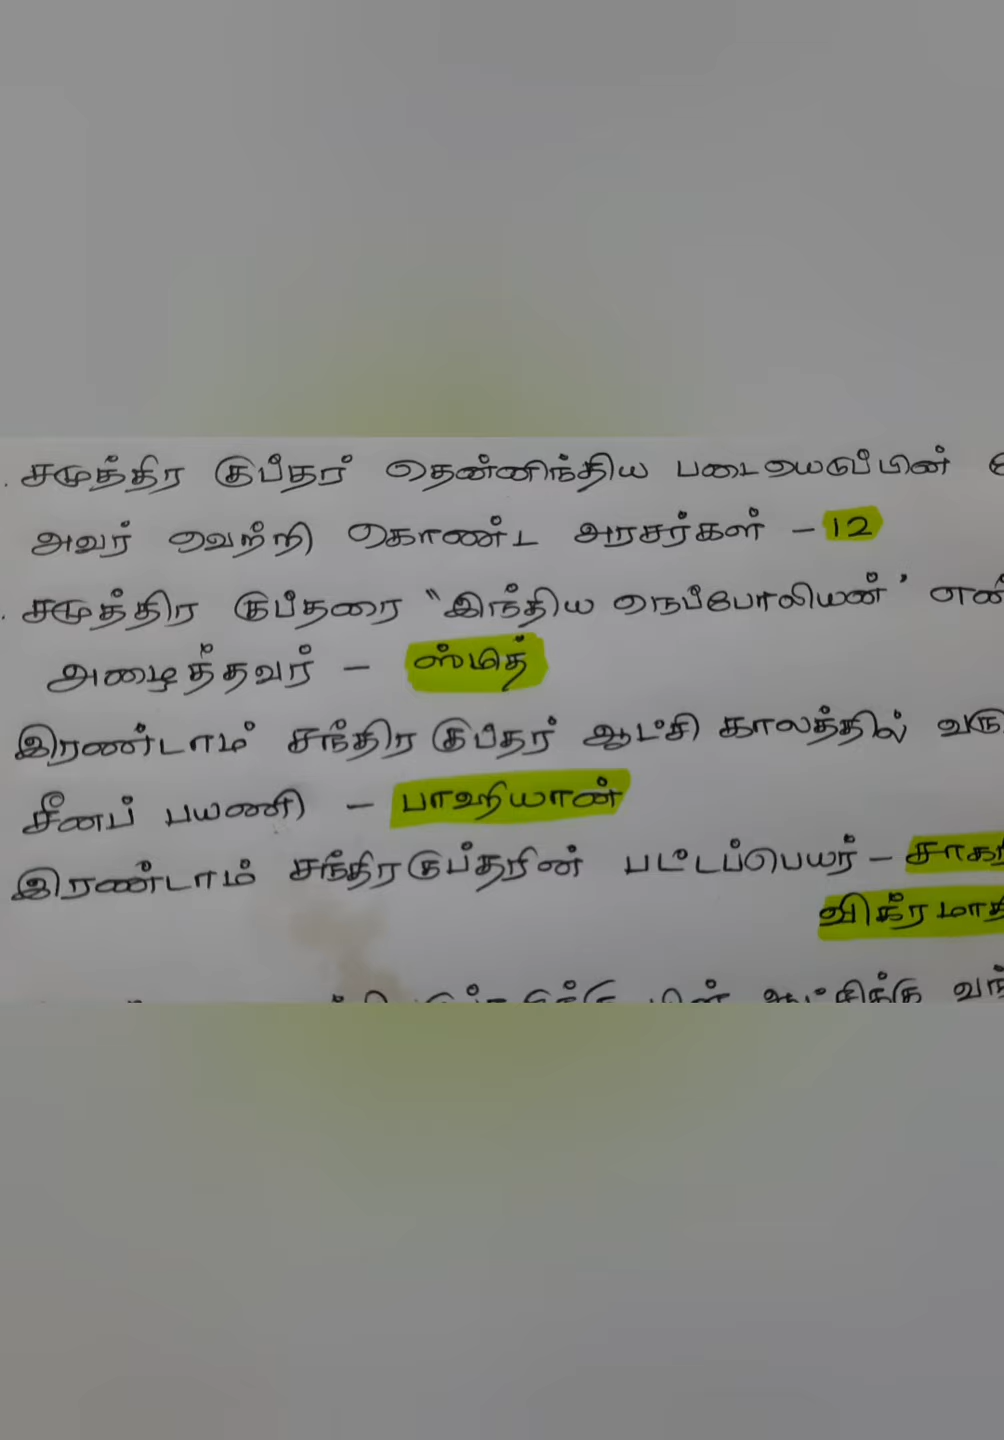 சமுத்திர குப்தர் தென்னிந்திய படையெடுப்பின்
அவர் வெற்றி கொண்ட அரசர்கள் - 12
சமுத்திர குப்தரை "இந்திய நெப்போலியன்'
அழைத்தவர் - ஸ்மித்
இரண்டாம் சந்திர குப்தர் ஆட்சி காலத்தில்
சீனப் பயணி - பாஹியான்
இரண்டாம் சந்திரகுப்தரின் பட்டப்பெயர் -